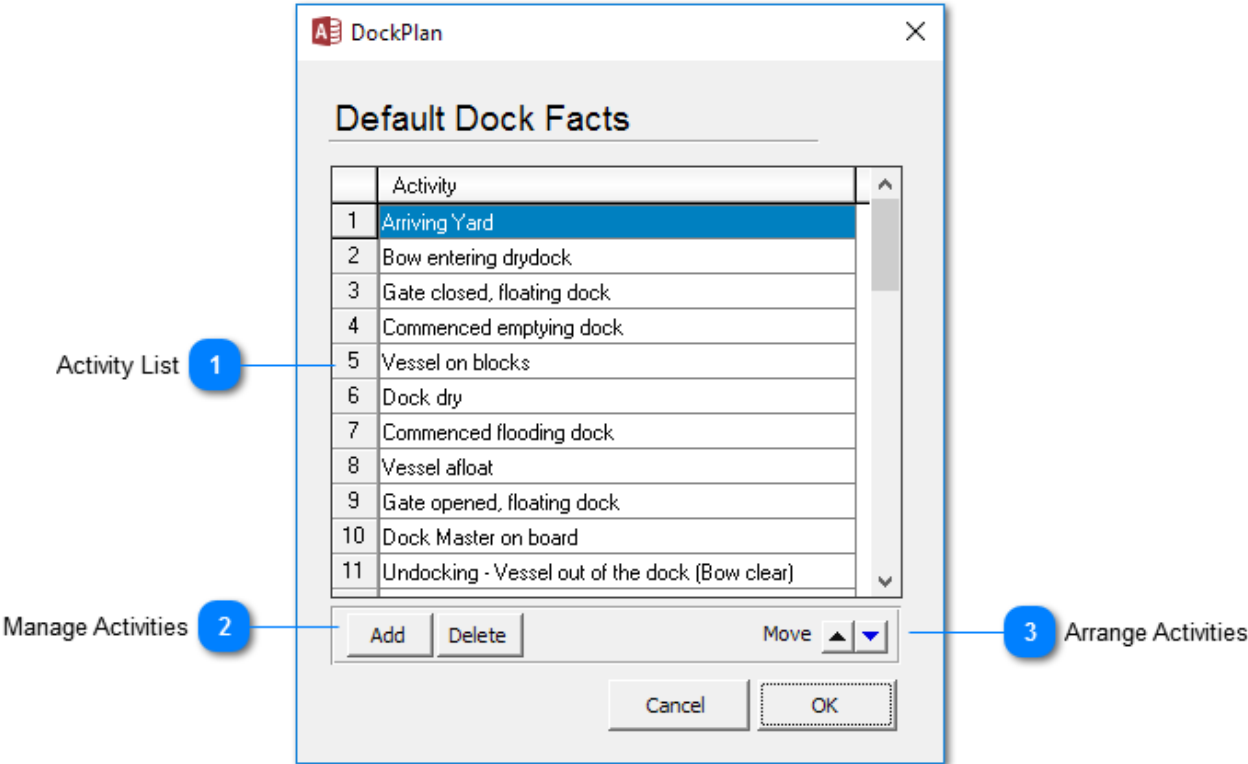 DockPlan
Default Dock Facts
Activity
1 Arriving Yard
2 Bow entering drydock
3 Gate closed, floating dock
4 Commenced emptying dock
Activity List 1 5 Vessel on blocks
6 Dock dry
7 Commenced flooding dock
8 Vessel afloat
9 Gate opened, floating dock
10 Dock Master on board
11 Undocking - Vessel out of the dock (Bow clear)
Manage Activities 2 Add Delete Move 3 Arrange Activities
Cancel OK